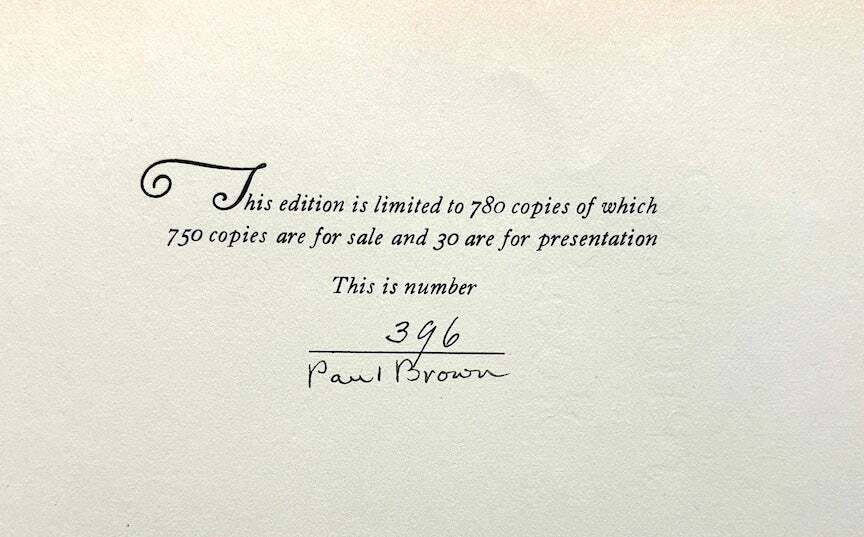 This edition is limited to 780 copies of which
750 copies are for sale and 30 are for presentation
This is number
396
Paul Brown